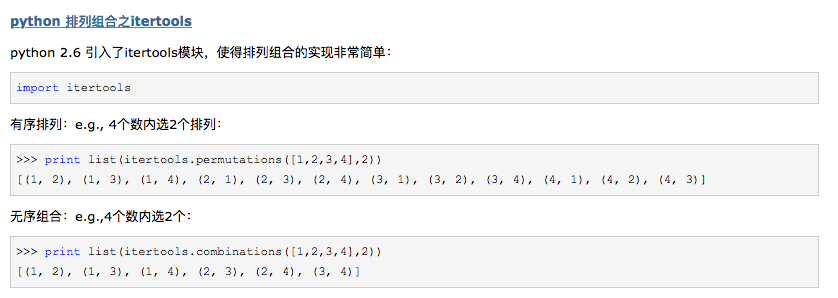 python 排列组合之itertools
python 2.6 引入了itertools模块，使得排列组合的实现非常简单：
import itertools
有序排列：e.g., 4个数内选2个排列：
>>> print list(itertools.permutations([1,2,3,4],2))
[(1, 2), (1, 3), (1, 4), (2, 1), (2, 3), (2, 4), (3, 1), (3, 2), (3, 4), (4, 1), (4, 2), (4, 3)]
无序组合：e.g.,4个数内选2个：
>>> print list(itertools.combinations([1,2,3,4],2))
[(1, 2), (1, 3), (1, 4), (2, 3), (2, 4), (3, 4)]